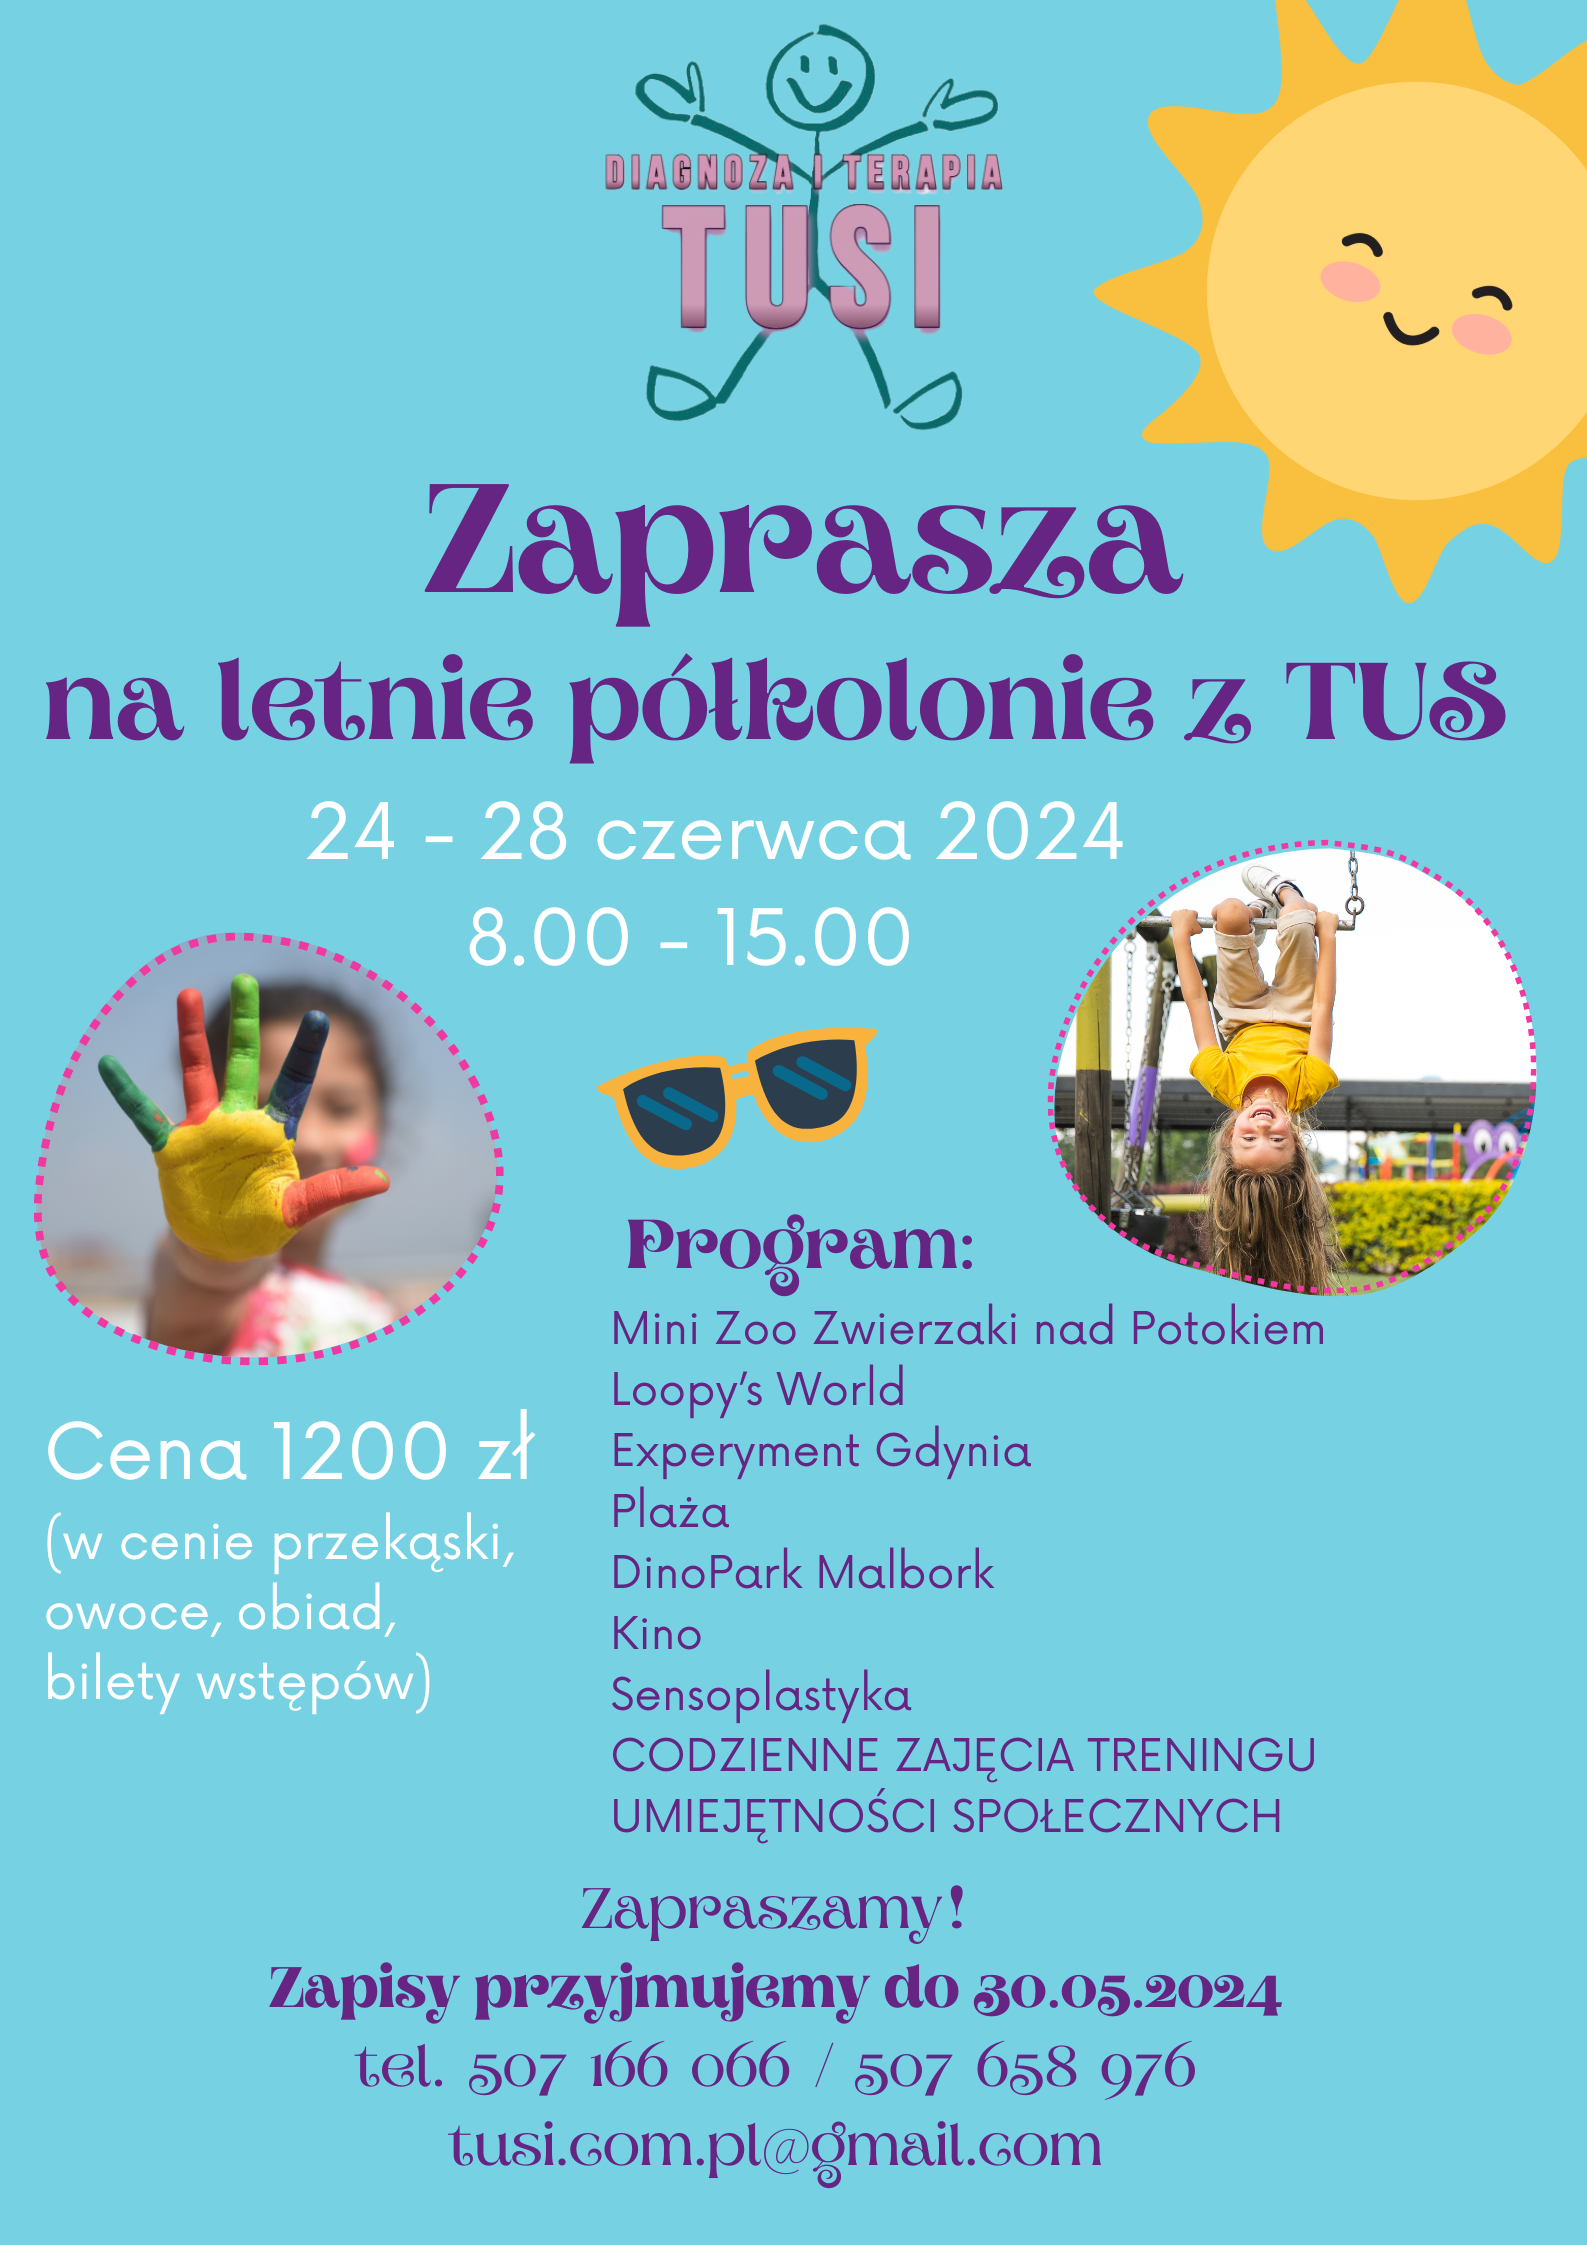 DIAGNOZA I TERAPIA
TUSI
Zaprasza
na letnie półkolonie z TUS
24 - 28 czerwca 2024
8.00 - 15.00
Program:
Mini Zoo Zwierzaki nad Potokiem
Loopy’s World
Experyment Gdynia
Plaża
DinoPark Malbork
Kino
Sensoplastyka
CODZIENNE ZAJĘCIA TRENINGU
UMIEJĘTNOŚCI SPOŁECZNYCH
Cena 1200 zł
(w cenie przekąski,
owoce, obiad,
bilety wstępów)
Zapraszamy!
Zapisy przyjmujemy do 30.05.2024
tel. 507 166 066 / 507 658 976
tusi.com.pl@gmail.com